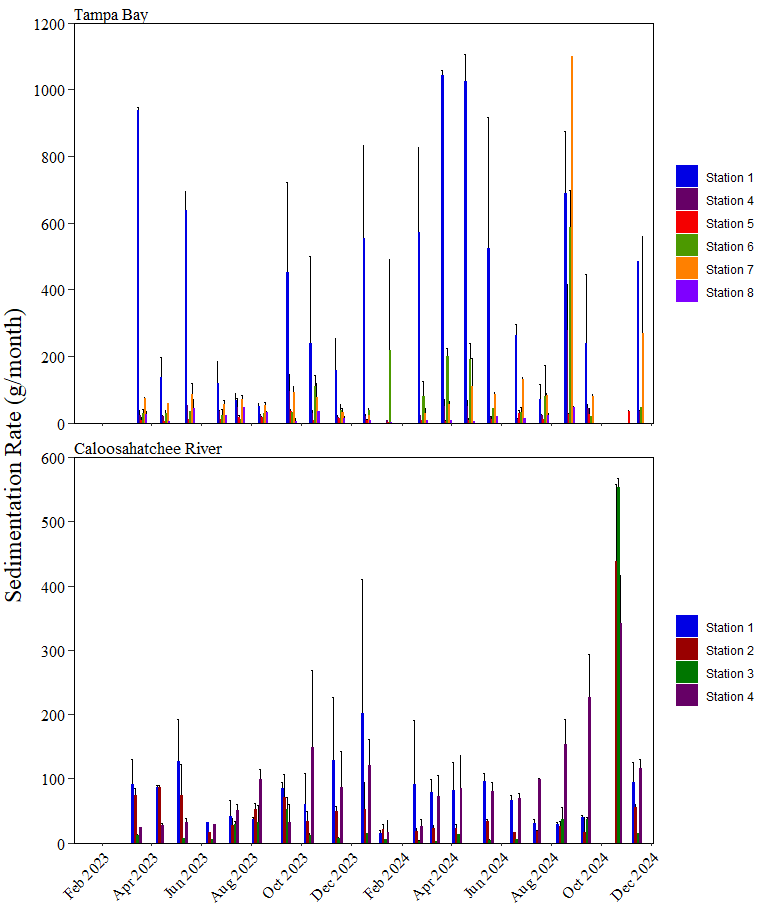 Tampa Bay
1200
1000
800
600
400
200
0
Station 1
Station 4
Station 5
Station 6
Station 7
Station 8
Sedimentation Rate (g/month)
Caloosahatchee River
600
500
400
300
200
100
0
Station 1
Station 2
Station 3
Station 4
Feb 2023
Apr 2023
Jun 2023
Aug 2023
Oct 2023
Dec 2023
Feb 2024
Apr 2024
Jun 2024
Aug 2024
Oct 2024
Dec 2024